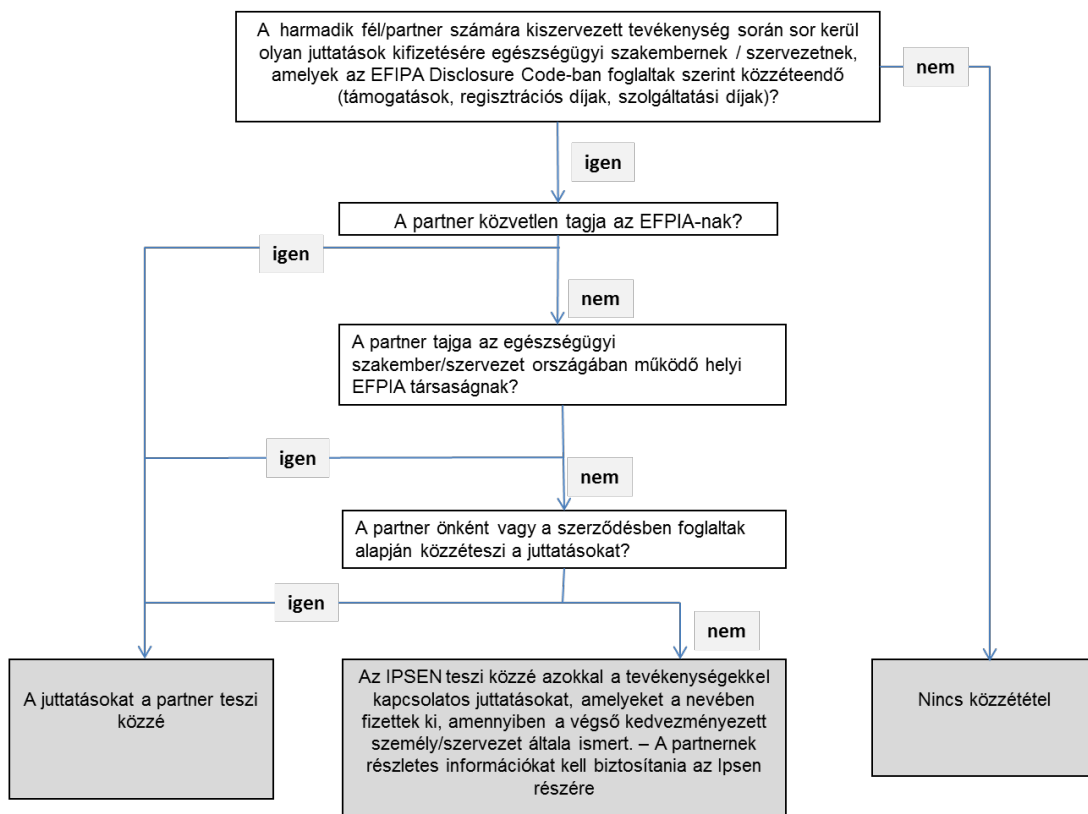 A harmadik fél/partner számára kiszervezett tevékenység során sor kerül
olyan juttatások kifizetésére egészségügyi szakembernek / szervezetnek,
amelyek az EFIPA Disclosure Code-ban foglaltak szerint közzéteendő
(támogatások, regisztrációs díjak, szolgáltatási díjak)?
nem
igen
A partner közvetlen tagja az EFPIA-nak?
igen
nem
A partner tajga az egészségügyi
szakember/szervezet országában működő helyi
EFPIA társaságnak?
igen
nem
A partner önként vagy a szerződésben foglaltak
alapján közzéteszi a juttatásokat?
igen
nem
A juttatásokat a partner teszi
közzé
Az IPSEN teszi közzé azokkal a tevékenységekkel
kapcsolatos juttatásokat, amelyeket a nevében
fizettek ki, amennyiben a végső kedvezményezett
személy/szervezet általa ismert. – A partnernek
részletes információkat kell biztosítania az Ipsen
részére
Nincs közzététel